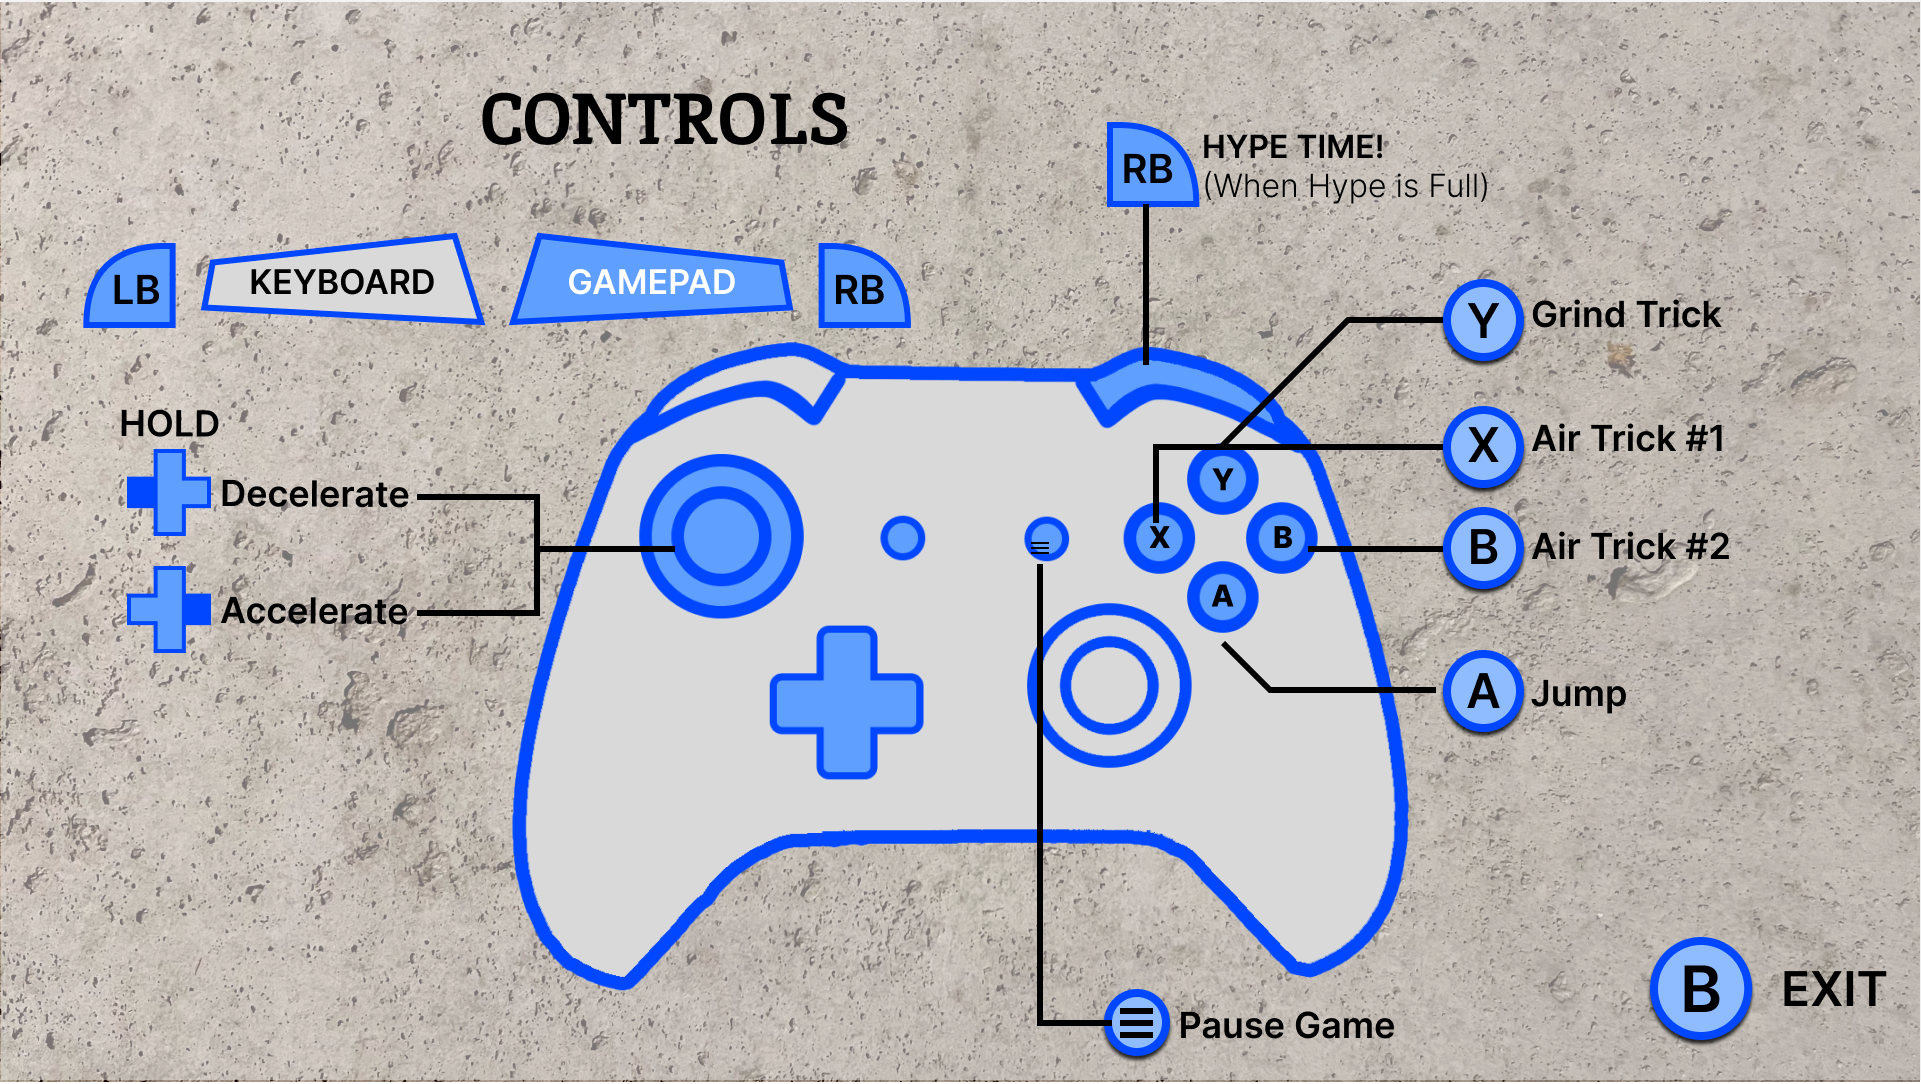 CONTROLS
RB
HYPE TIME!
(When Hype is Full)
LB
KEYBOARD
GAMEPAD
RB
Y
Grind Trick
HOLD
X
Air Trick #1
Y
Decelerate
X
B
B
Air Trick #2
A
Accelerate
A
Jump
B
EXIT
Pause Game